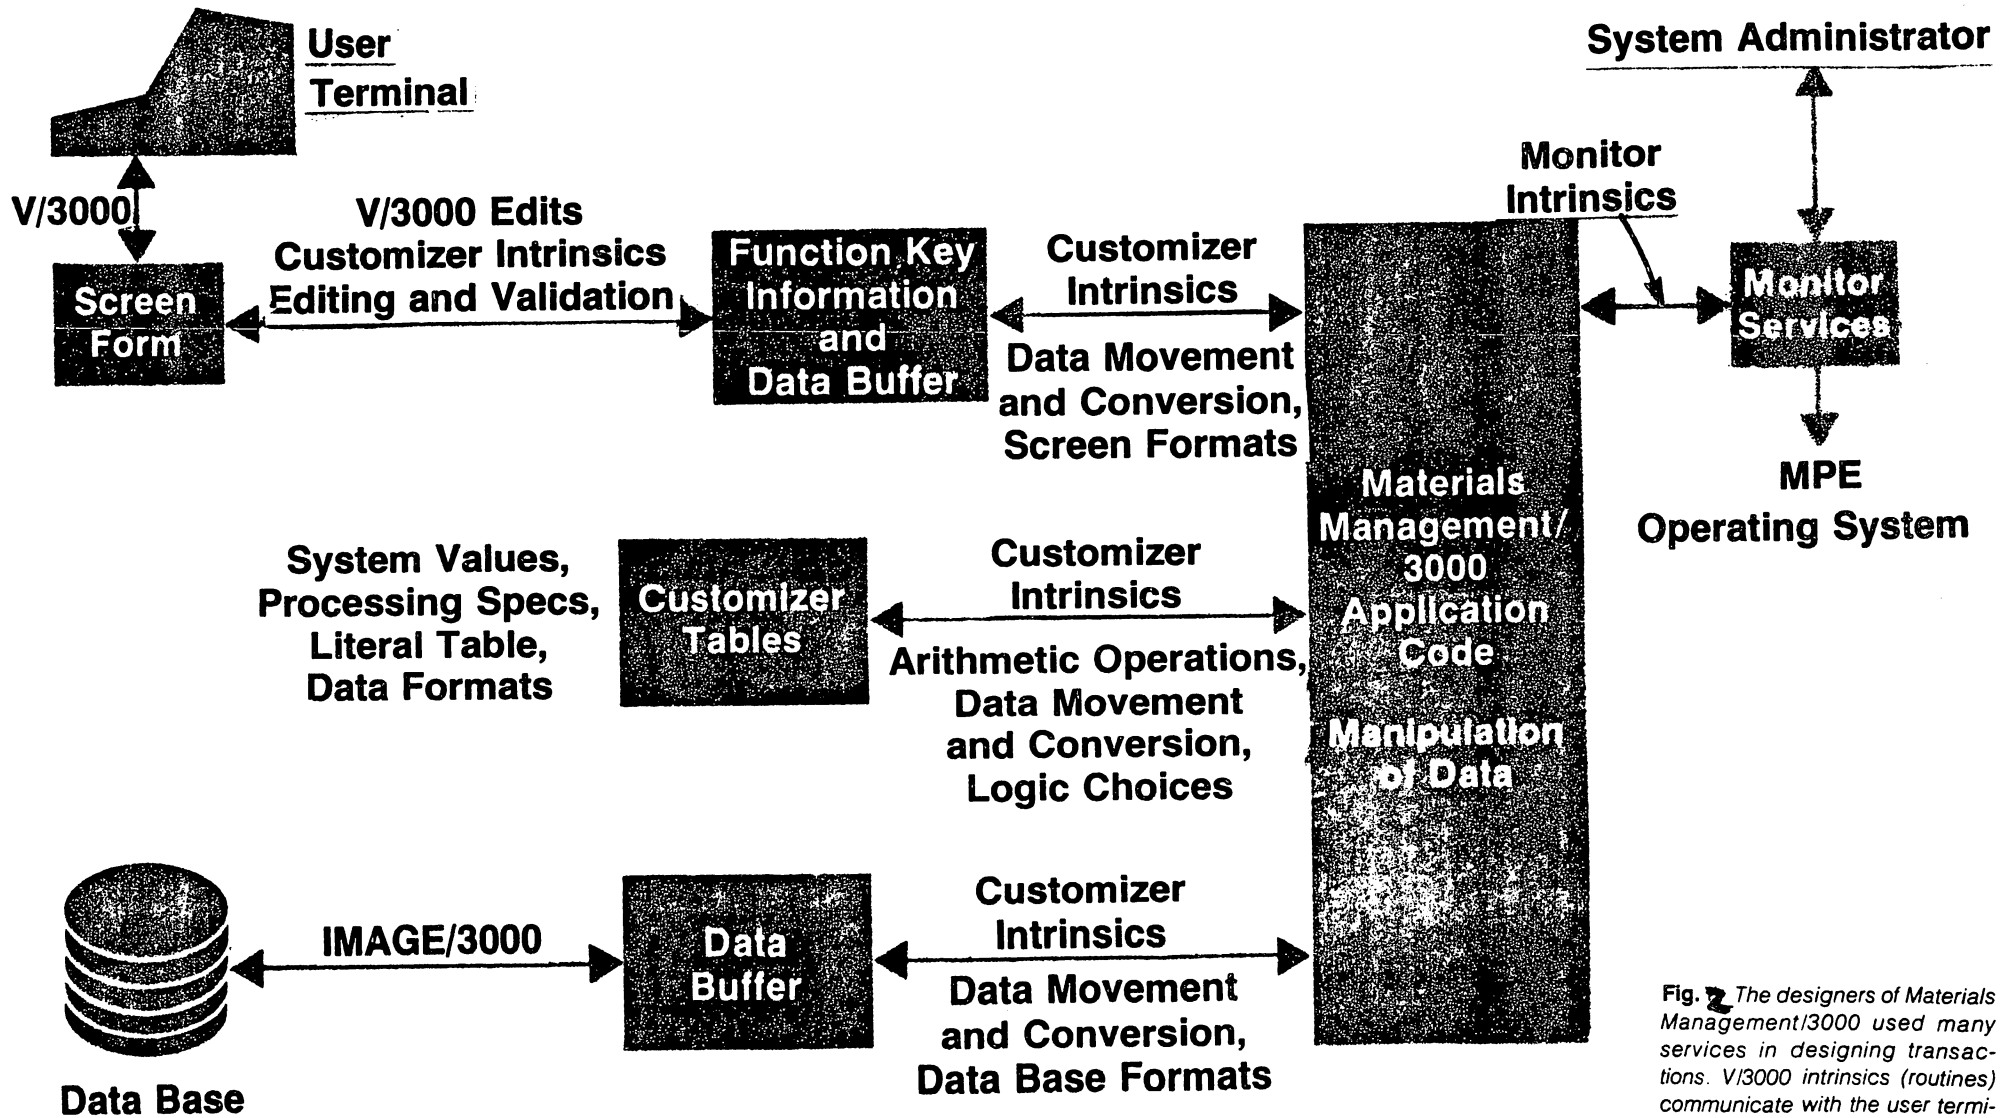 User
Terminal
System Administrator
V/3000
V/3000 Edits
Customizer Intrinsics
Editing and Validation
Screen
Form
Function Key
Information
and
Data Buffer
Customizer
Intrinsics
Data Movement
and Conversion,
Screen Formats
Monitor
Intrinsics
Monitor
Services
MPE
Operating System
Materials
Management/
3000
Application
Code
Manipulation
of Data
System Values,
Processing Specs,
Literal Table,
Data Formats
Customizer
Tables
Customizer
Intrinsics
Arithmetic Operations,
Data Movement
and Conversion,
Logic Choices
Data Base
IMAGE/3000
Data
Buffer
Customizer
Intrinsics
Data Movement
and Conversion,
Data Base Formats
Fig. 2 The designers of Materials
Management/3000 used many
services in designing transac-
tions. V/3000 intrinsics (routines)
communicate with the user termi-